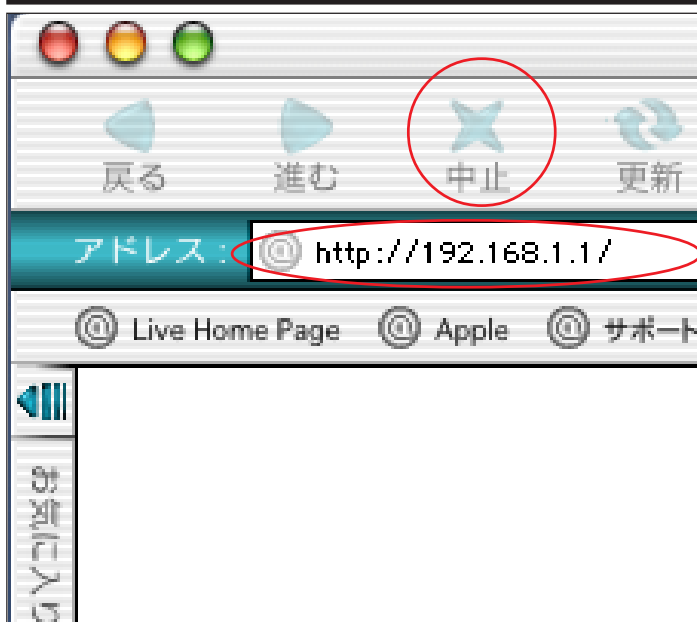 戻る 進む 中止 更新
アドレス： @ http://192.168.1.1/
@ Live Home Page @ Apple @ サポート
お気に入り